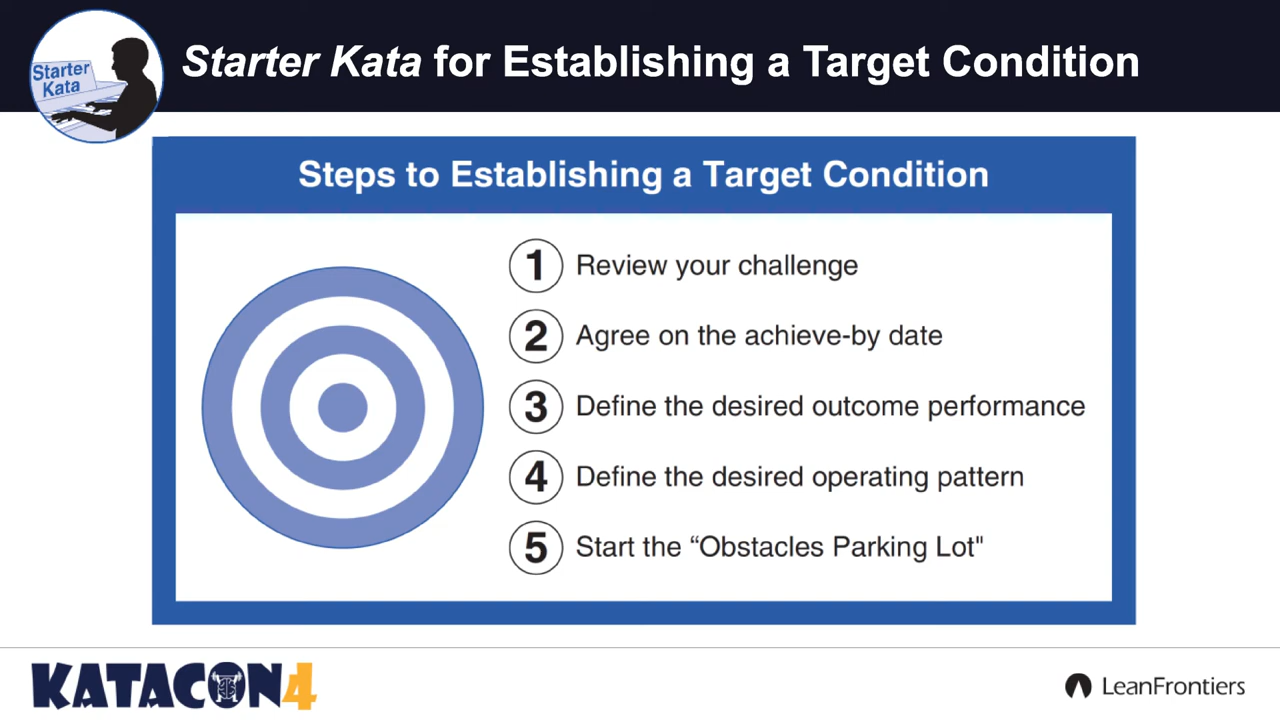 Starter Kata for Establishing a Target Condition
Starter
Kata
Steps to Establishing a Target Condition
1 Review your challenge
2 Agree on the achieve-by date
3 Define the desired outcome performance
4 Define the desired operating pattern
5 Start the “Obstacles Parking Lot"
KATACON4
LeanFrontiers